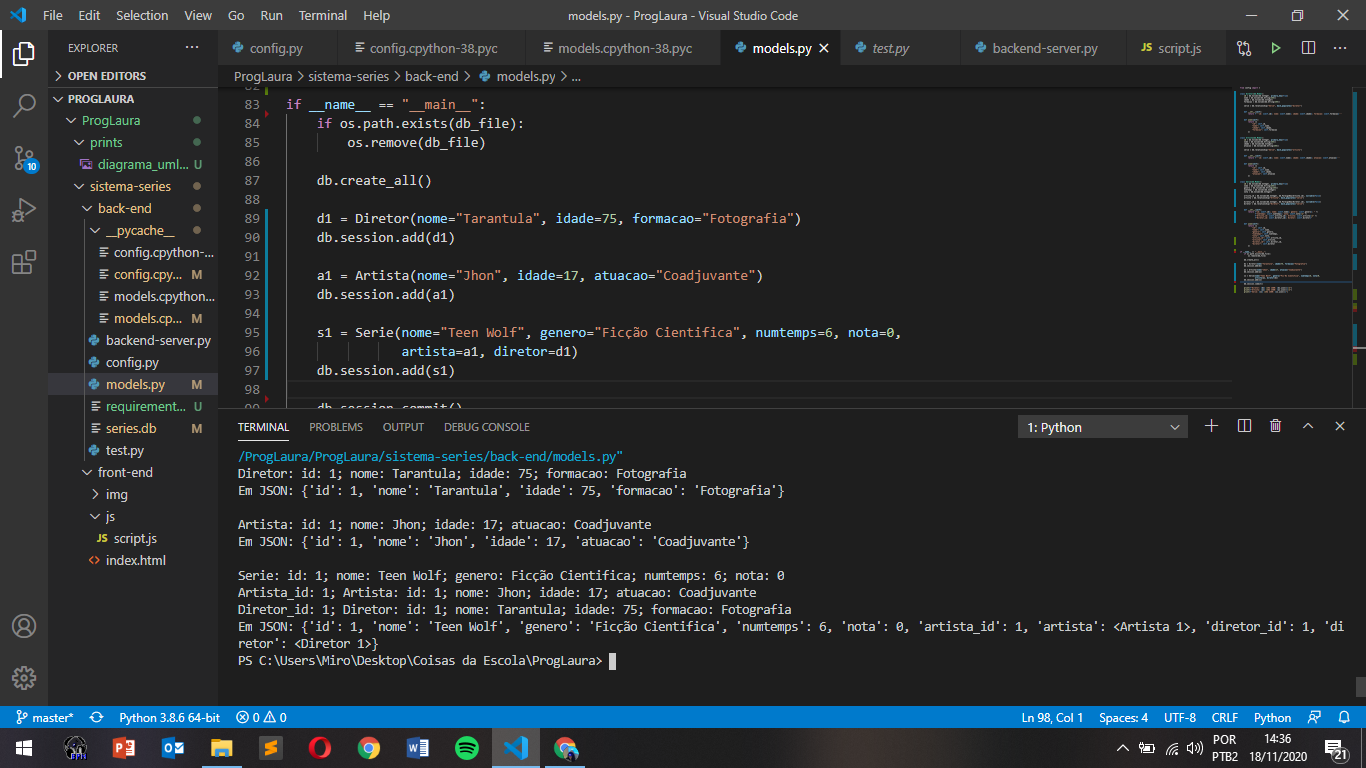 File Edit Selection View Go Run Terminal Help
models.py - ProgLaura - Visual Studio Code
EXPLORER
config.py config.cpython-38.pyc models.cpython-38.pyc models.py test.py backend-server.py JS script.js
OPEN EDITORS
ProgLaura > sistema-series > back-end > models.py > ...
PROGLAURA
ProgLaura
prints
diagrama_uml... U
sistema-series
back-end
__pycache__
config.cpython-...
config.cpy... M
models.cpython...
models.cp... M
backend-server.py
config.py
models.py M
requirement... U
series.db M
test.py
front-end
img
js
JS script.js
index.html
10
83 if __name__ == "__main__":
84 if os.path.exists(db_file):
85 os.remove(db_file)
86
87 db.create_all()
88
89 d1 = Diretor(nome="Tarantula", idade=75, formacao="Fotografia")
90 db.session.add(d1)
91
92 a1 = Artista(nome="Jhon", idade=17, atuacao="Coadjuvante")
93 db.session.add(a1)
94
95 s1 = Serie(nome="Teen Wolf", genero="Ficção Cientifica", numtemps=6, nota=0,
96 artista=a1, diretor=d1)
97 db.session.add(s1)
98
99 db.session.commit()
TERMINAL PROBLEMS OUTPUT DEBUG CONSOLE
1: Python
/ProgLaura/ProgLaura/sistema-series/back-end/models.py"
Diretor: id: 1; nome: Tarantula; idade: 75; formacao: Fotografia
Em JSON: {'id': 1, 'nome': 'Tarantula', 'idade': 75, 'formacao': 'Fotografia'}
Artista: id: 1; nome: Jhon; idade: 17; atuacao: Coadjuvante
Em JSON: {'id': 1, 'nome': 'Jhon', 'idade': 17, 'atuacao': 'Coadjuvante'}
Serie: id: 1; nome: Teen Wolf; genero: Ficção Cientifica; numtemps: 6; nota: 0
Artista_id: 1; Artista: id: 1; nome: Jhon; idade: 17; atuacao: Coadjuvante
Diretor_id: 1; Diretor: id: 1; nome: Tarantula; idade: 75; formacao: Fotografia
Em JSON: {'id': 1, 'nome': 'Teen Wolf', 'genero': 'Ficção Cientifica', 'numtemps': 6, 'nota': 0, 'artista_id': 1, 'artista': <Artista 1>, 'diretor_id': 1, 'di
retor': <Diretor 1>}
PS C:\Users\Miro\Desktop\Coisas da Escola\ProgLaura>
master* Python 3.8.6 64-bit 0 0 Ln 98, Col 1 Spaces: 4 UTF-8 CRLF Python
POR
PTB2
14:36
18/11/2020
21